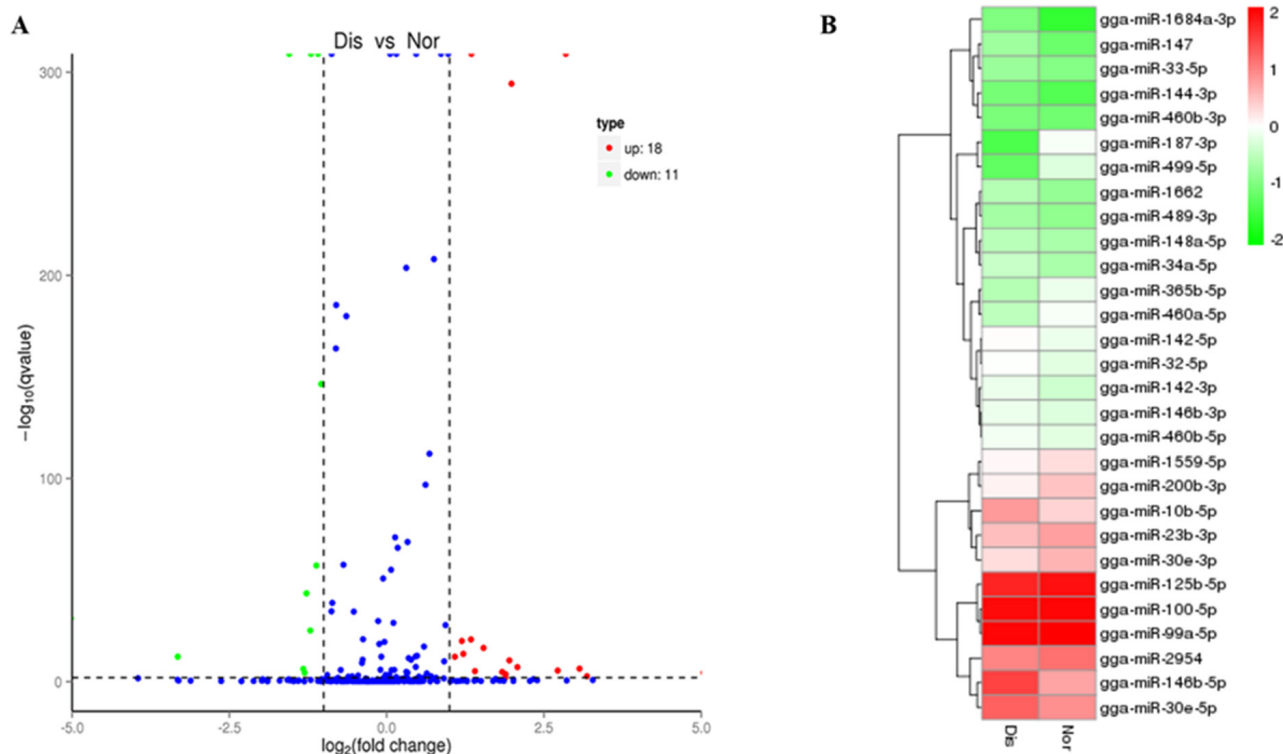 A
Dis vs Nor
300
200
100
0
−log10(qvalue)
-5.0
-2.5
0.0
2.5
5.0
log2(fold change)
type
up: 18
down: 11
B
gga-miR-1684a-3p
gga-miR-147
gga-miR-33-5p
gga-miR-144-3p
gga-miR-460b-3p
gga-miR-187-3p
gga-miR-499-5p
gga-miR-1662
gga-miR-489-3p
gga-miR-148a-5p
gga-miR-34a-5p
gga-miR-365b-5p
gga-miR-460a-5p
gga-miR-142-5p
gga-miR-32-5p
gga-miR-142-3p
gga-miR-146b-3p
gga-miR-460b-5p
gga-miR-1559-5p
gga-miR-200b-3p
gga-miR-10b-5p
gga-miR-23b-3p
gga-miR-30e-3p
gga-miR-125b-5p
gga-miR-100-5p
gga-miR-99a-5p
gga-miR-2954
gga-miR-146b-5p
gga-miR-30e-5p
Dis
Nor
2
1
0
-1
-2